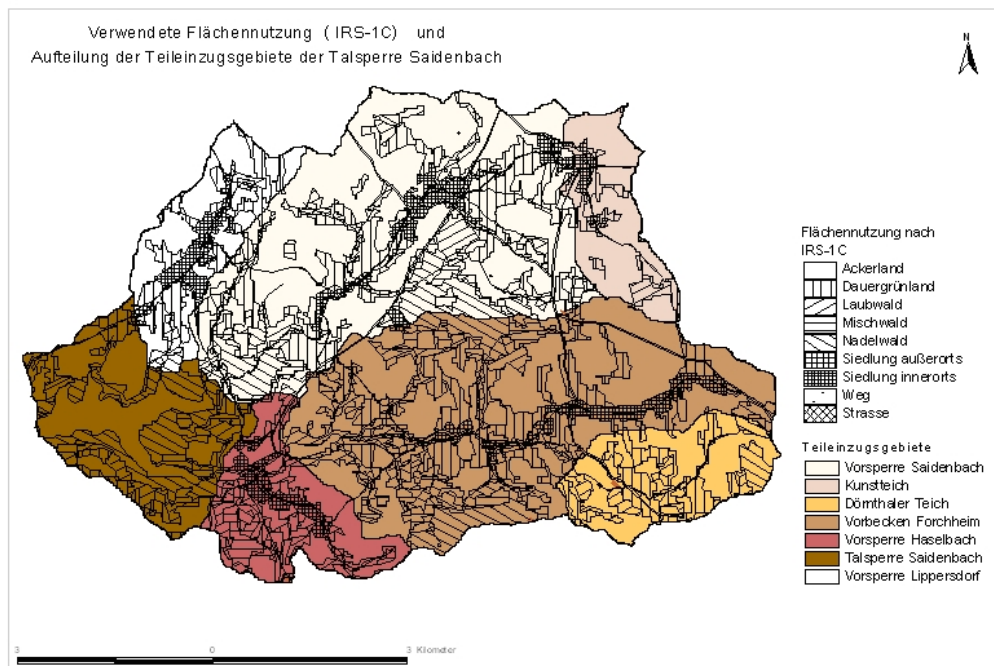 Verwendete Flächennutzung ( IRS-1C) und
Aufteilung der Teileinzugsgebiete der Talsperre Saidenbach
N
Flächennutzung nach
IRS-1C
Ackerland
Dauergrünland
Laubwald
Mischwald
Nadelwald
Siedlung außerorts
Siedlung innerorts
Weg
Strasse
Teileinzugsgebiete
Vorsperre Saidenbach
Kunstteich
Dörnthaler Teich
Vorbecken Forchheim
Vorsperre Haselbach
Talsperre Saidenbach
Vorsperre Lippersdorf
3 0 3 Kilometer